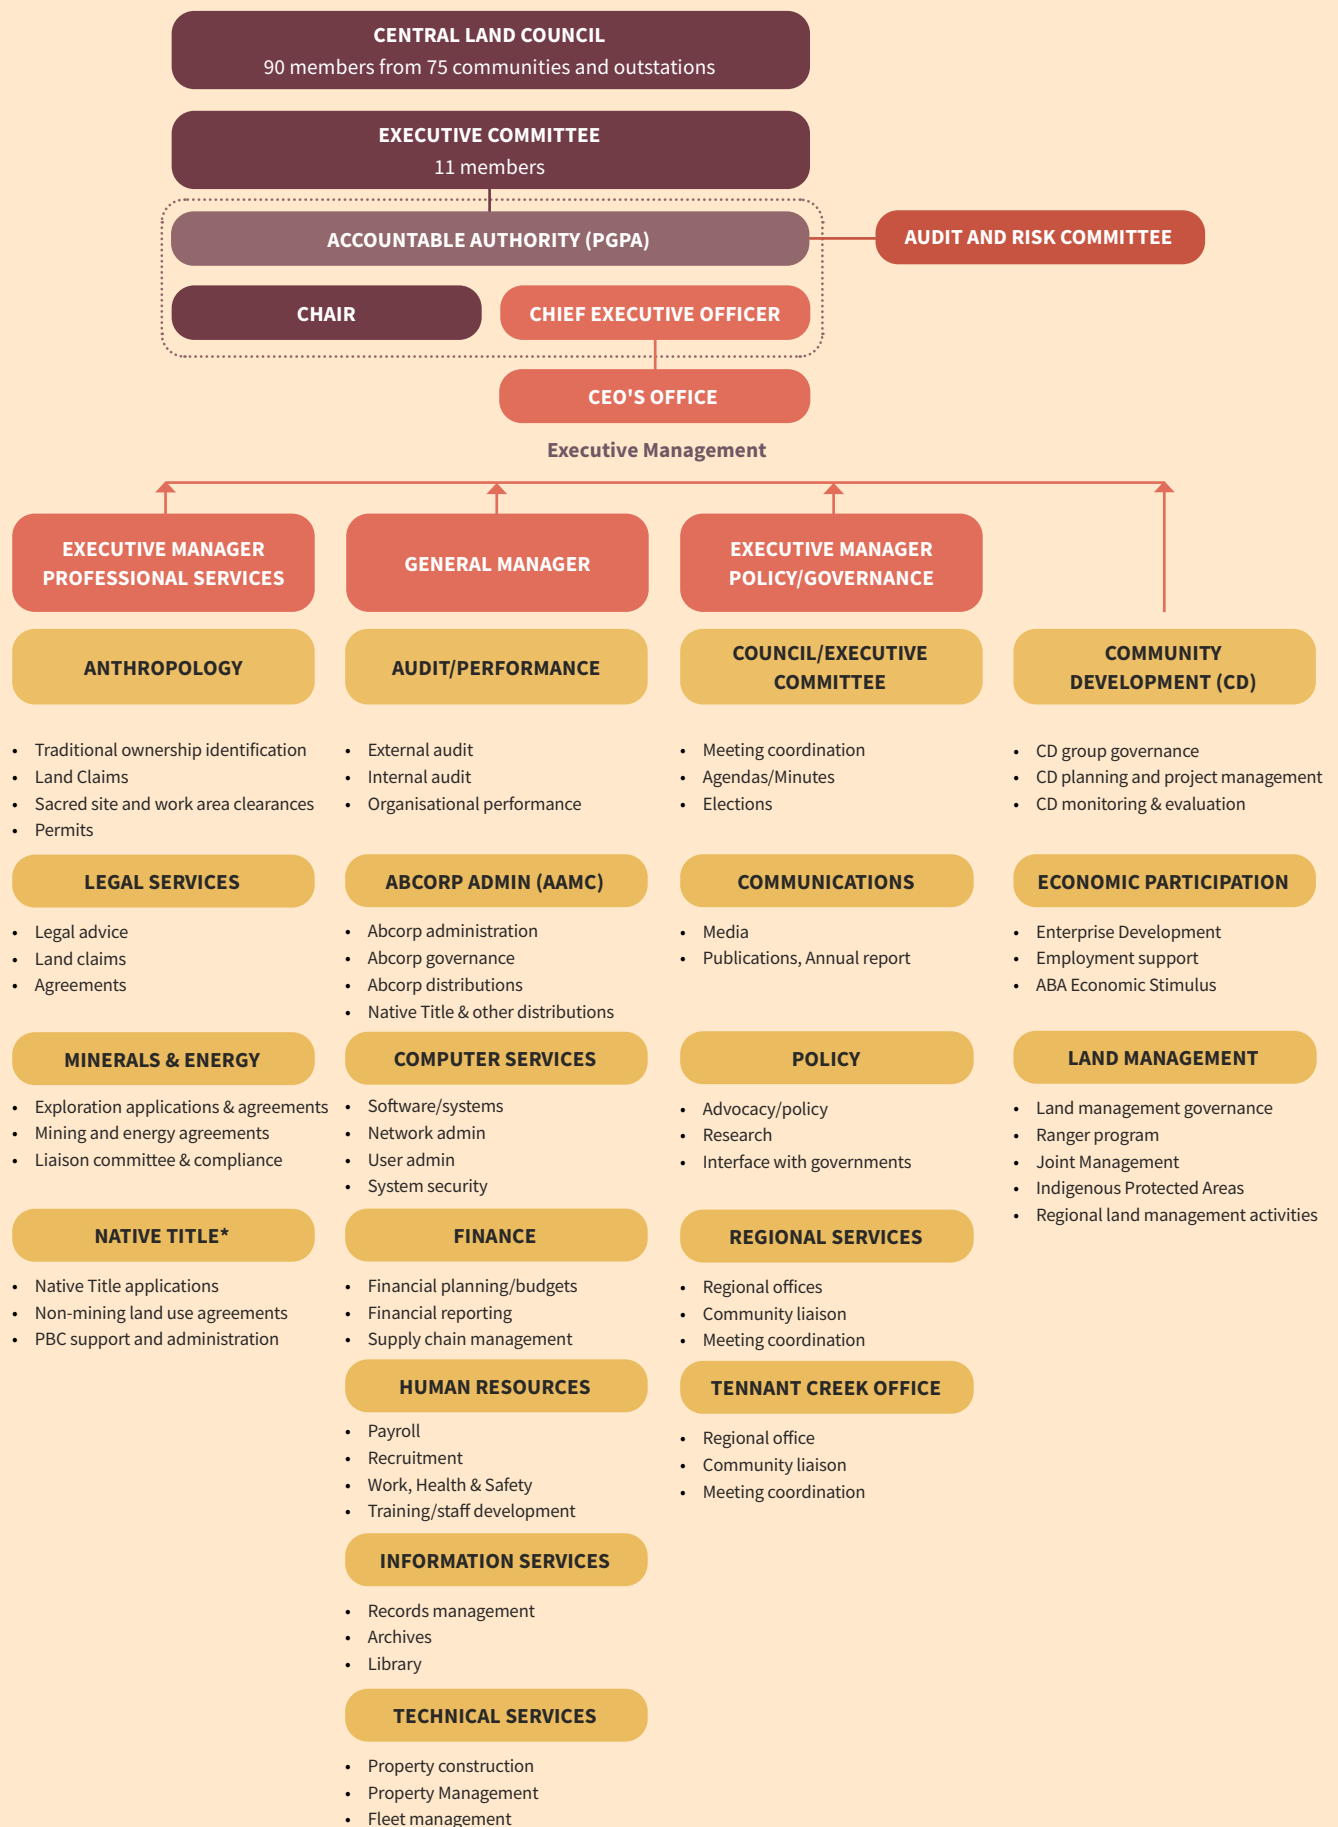 CENTRAL LAND COUNCIL
90 members from 75 communities and outstations
EXECUTIVE COMMITTEE
11 members
ACCOUNTABLE AUTHORITY (PGPA)
AUDIT AND RISK COMMITTEE
CHAIR
CHIEF EXECUTIVE OFFICER
CEO'S OFFICE
Executive Management
EXECUTIVE MANAGER
PROFESSIONAL SERVICES
ANTHROPOLOGY
• Traditional ownership identification
• Land Claims
• Sacred site and work area clearances
• Permits
LEGAL SERVICES
• Legal advice
• Land claims
• Agreements
MINERALS & ENERGY
• Exploration applications & agreements
• Mining and energy agreements
• Liaison committee & compliance
NATIVE TITLE*
• Native Title applications
• Non-mining land use agreements
• PBC support and administration
GENERAL MANAGER
AUDIT/PERFORMANCE
• External audit
• Internal audit
• Organisational performance
ABCORP ADMIN (AAMC)
• Abcorp administration
• Abcorp governance
• Abcorp distributions
• Native Title & other distributions
COMPUTER SERVICES
• Software/systems
• Network admin
• User admin
• System security
FINANCE
• Financial planning/budgets
• Financial reporting
• Supply chain management
HUMAN RESOURCES
• Payroll
• Recruitment
• Work, Health & Safety
• Training/staff development
INFORMATION SERVICES
• Records management
• Archives
• Library
TECHNICAL SERVICES
• Property construction
• Property Management
• Fleet management
EXECUTIVE MANAGER
POLICY/GOVERNANCE
COUNCIL/EXECUTIVE
COMMITTEE
• Meeting coordination
• Agendas/Minutes
• Elections
COMMUNICATIONS
• Media
• Publications, Annual report
POLICY
• Advocacy/policy
• Research
• Interface with governments
REGIONAL SERVICES
• Regional offices
• Community liaison
• Meeting coordination
TENNANT CREEK OFFICE
• Regional office
• Community liaison
• Meeting coordination
COMMUNITY
DEVELOPMENT (CD)
• CD group governance
• CD planning and project management
• CD monitoring & evaluation
ECONOMIC PARTICIPATION
• Enterprise Development
• Employment support
• ABA Economic Stimulus
LAND MANAGEMENT
• Land management governance
• Ranger program
• Joint Management
• Indigenous Protected Areas
• Regional land management activities